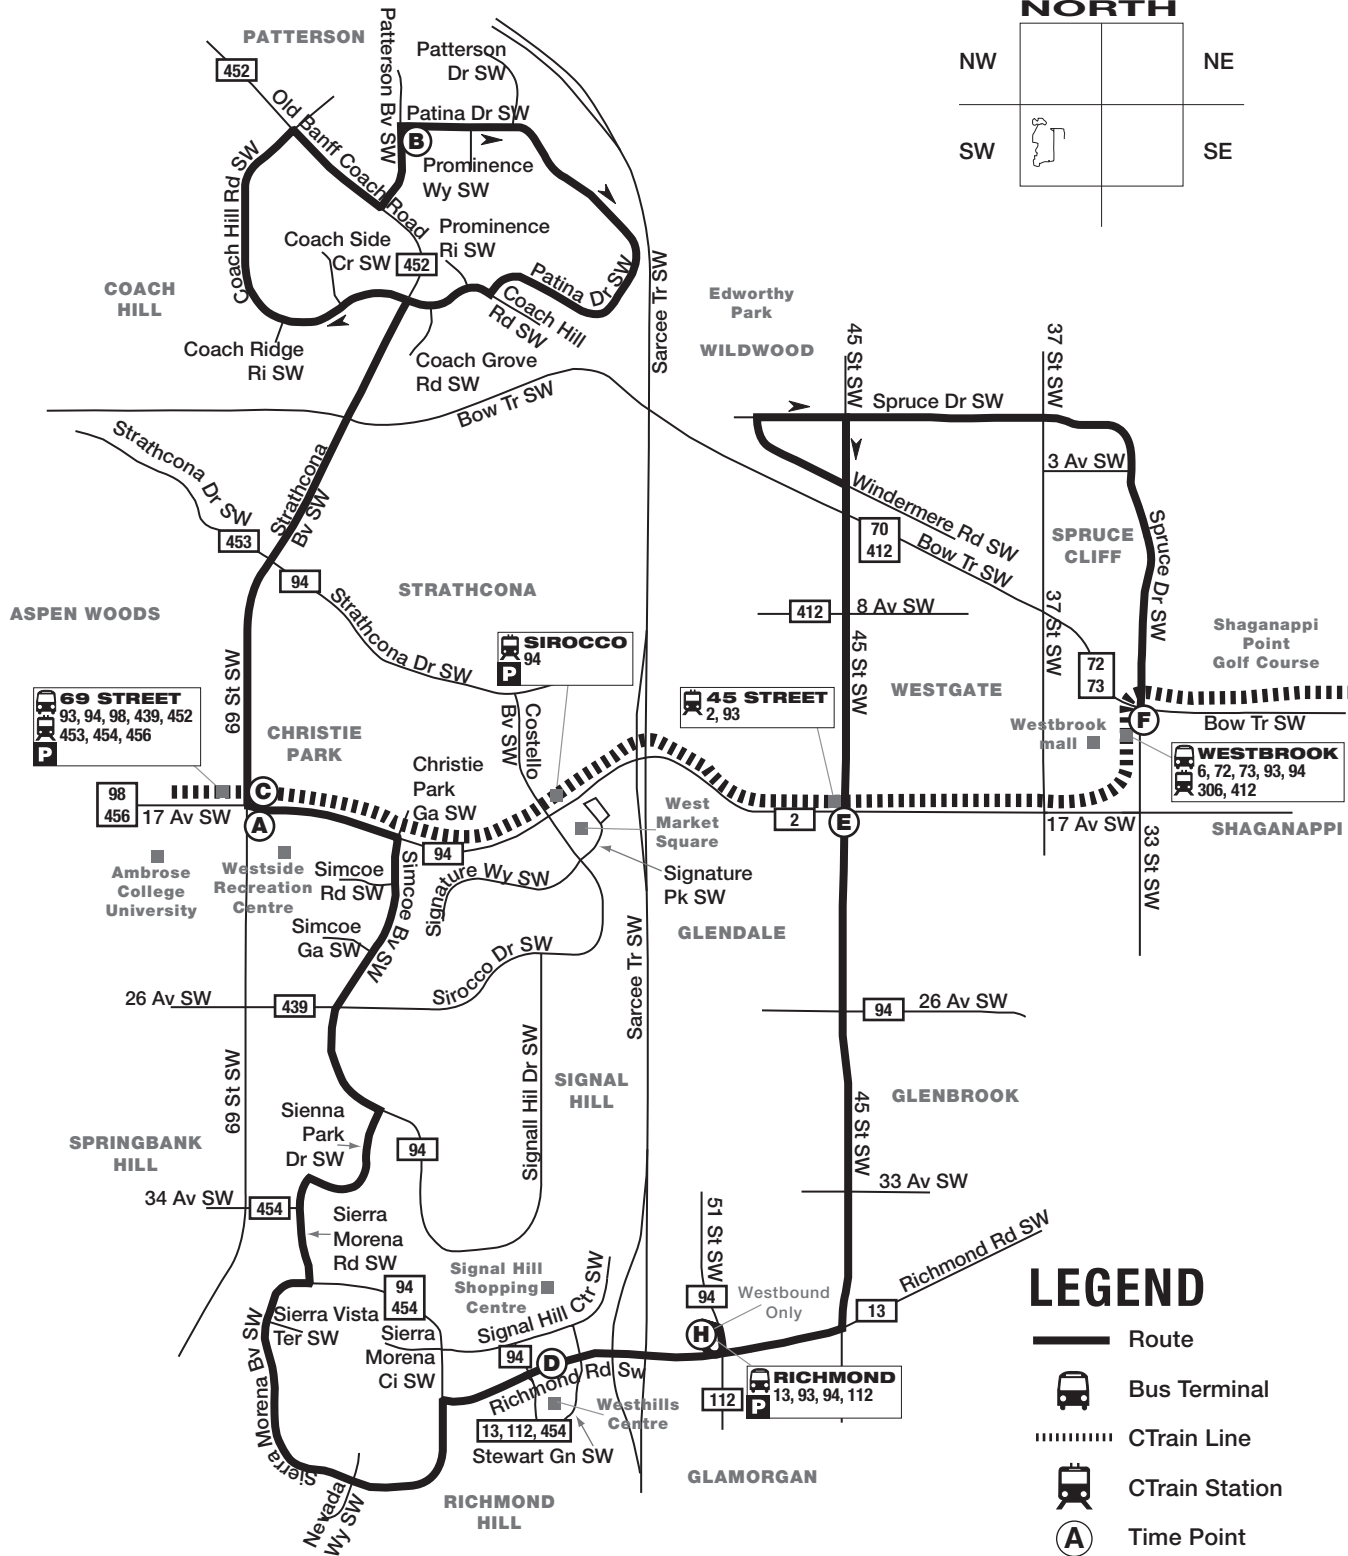 NORTH
NW
NE
SW
SE
PATTERSON
452
Patterson Bv SW
Patterson
Dr SW
Old Banff Coach Road
Patina Dr SW
B
Prominence
Wy SW
Coach Hill Rd SW
Coach Side
Cr SW
452
Prominence
Ri SW
Patina Dr SW
Coach Hill
Rd SW
COACH
HILL
Coach Ridge
Ri SW
Coach Grove
Rd SW
Bow Tr SW
Sarcee Tr SW
Edworthy
Park
WILDWOOD
45 St SW
37 St SW
Spruce Dr SW
3 Av SW
Strathcona Dr SW
453
Strathcona
Bv SW
94
Windermere Rd SW
70
412
Bow Tr SW
SPRUCE
CLIFF
Spruce Dr SW
ASPEN WOODS
STRATHCONA
Strathcona Dr SW
412
8 Av SW
37 St SW
45 St SW
72
73
Shaganappi
Point
Golf Course
69 St SW
SIROCCO
94
P
69 STREET
93, 94, 98, 439, 452
453, 454, 456
P
45 STREET
2, 93
WESTGATE
Westbrook
mall
F
Bow Tr SW
WESTBROOK
6, 72, 73, 93, 94
306, 412
CHRISTIE
PARK
Costello
Bv SW
Christie
Park
Ga SW
98
456
17 Av SW
C
A
94
West
Market
Square
2
E
17 Av SW
SHAGANAPPI
33 St SW
Ambrose
College
University
Westside
Recreation
Centre
Simcoe
Rd SW
Simcoe Bv SW
Signature Wy SW
Signature
Pk SW
Simcoe
Ga SW
GLENDALE
Sirocco Dr SW
Sarcee Tr SW
26 Av SW
439
94
26 Av SW
69 St SW
Signall Hil Dr SW
SIGNAL
HILL
GLENBROOK
45 St SW
Sienna
Park
Dr SW
94
SPRINGBANK
HILL
33 Av SW
34 Av SW
454
Sierra
Morena
Rd SW
51 St SW
Richmond Rd SW
Signal Hill
Shopping
Centre
94
454
Signal Hill Ctr SW
94
Westbound
Only
13
H
Sierra Vista
Ter SW
Sierra
Morena
Ci SW
94
D
Richmond Rd Sw
RICHMOND
13, 93, 94, 112
P
112
Sierra Morena Bv SW
Westhills
Centre
13, 112, 454
Stewart Gn SW
Nevada
Wy SW
RICHMOND
HILL
GLAMORGAN
LEGEND
Route
Bus Terminal
CTrain Line
CTrain Station
A
Time Point